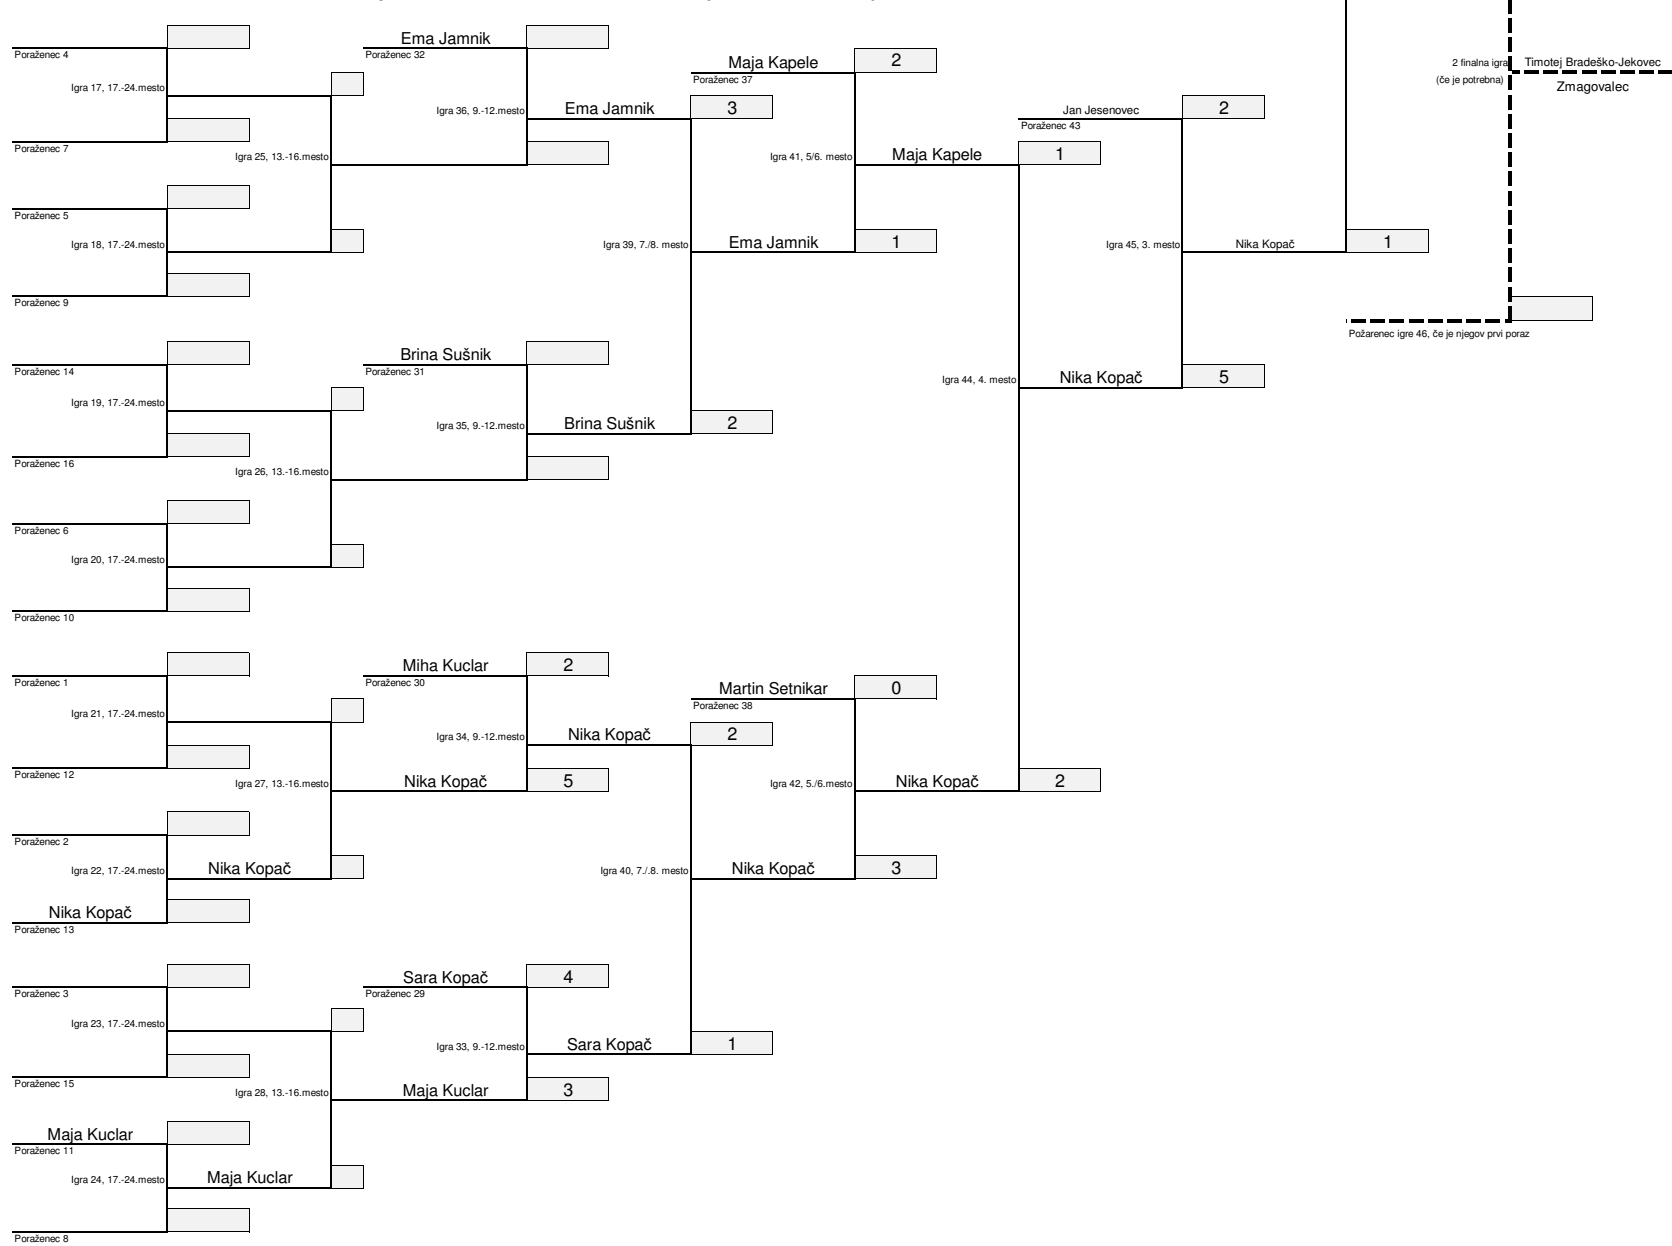 Ema Jamnik
Poraženec 4
Poraženec 32
Maja Kapele
2
2 finalna igra
Timotej Bradeško-Jekovec
Poraženec 37
(če je potrebna)
Zmagovalec
Igra 17, 17.-24.mesto
Igra 36, 9.-12.mesto
Ema Jamnik
3
Jan Jesenovec
2
Poraženec 43
Poraženec 7
Igra 25, 13.-16.mesto
Igra 41, 5/6. mesto
Maja Kapele
1
Poraženec 5
Igra 18, 17.-24.mesto
Igra 39, 7./8. mesto
Ema Jamnik
1
Igra 45, 3. mesto
Nika Kopač
1
Poraženec 9
Požarenec igre 46, če je njegov prvi poraz
Brina Sušnik
Poraženec 14
Poraženec 31
Igra 44, 4. mesto
Nika Kopač
5
Igra 19, 17.-24.mesto
Igra 35, 9.-12.mesto
Brina Sušnik
2
Poraženec 16
Igra 26, 13.-16.mesto
Poraženec 6
Igra 20, 17.-24.mesto
Poraženec 10
Miha Kuclar
2
Poraženec 1
Poraženec 30
Martin Setnikar
0
Poraženec 38
Igra 21, 17.-24.mesto
Igra 34, 9.-12.mesto
Nika Kopač
2
Poraženec 12
Igra 27, 13.-16.mesto
Nika Kopač
5
Igra 42, 5./6.mesto
Nika Kopač
2
Poraženec 2
Igra 22, 17.-24.mesto
Nika Kopač
Igra 40, 7./.8. mesto
Nika Kopač
3
Nika Kopač
Poraženec 13
Sara Kopač
4
Poraženec 3
Poraženec 29
Igra 23, 17.-24.mesto
Igra 33, 9.-12.mesto
Sara Kopač
1
Poraženec 15
Igra 28, 13.-16.mesto
Maja Kuclar
3
Maja Kuclar
Poraženec 11
Igra 24, 17.-24.mesto
Maja Kuclar
Poraženec 8